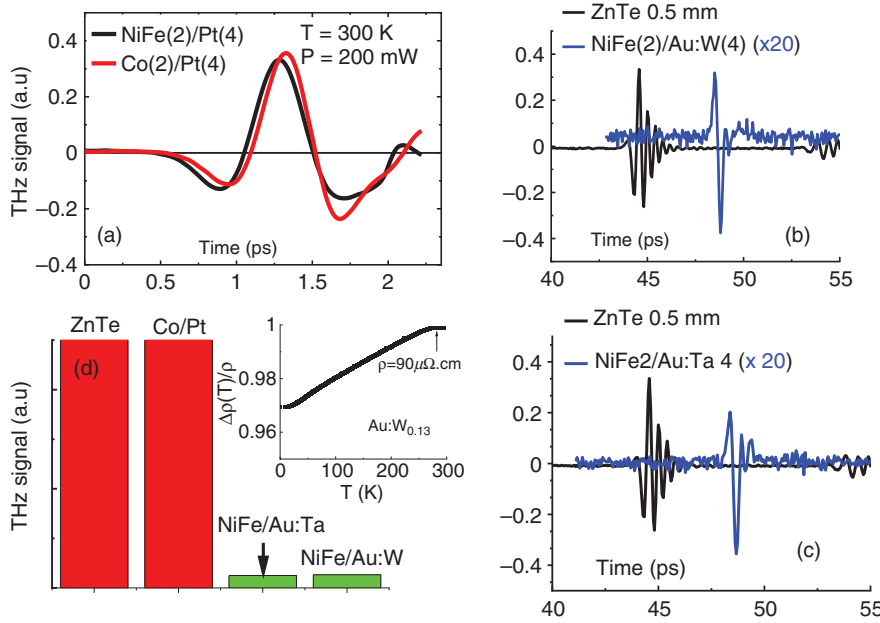 NiFe(2)/Pt(4)
Co(2)/Pt(4)
T = 300 K
P = 200 mW
THz signal (a.u)
0.4
0.2
0
−0.2
−0.4
(a)
Time (ps)
0
0.5
1
1.5
2
ZnTe 0.5 mm
NiFe(2)/Au:W(4) (x20)
0.4
0.2
0
−0.2
−0.4
Time (ps)
(b)
40
45
50
55
ZnTe
Co/Pt
(d)
THz signal (a.u)
NiFe/Au:Ta
NiFe/Au:W
1
0.98
0.96
Δρ(T)/ρ
ρ=90μΩ.cm
Au:W0.13
0
100
200
300
T (K)
ZnTe 0.5 mm
NiFe2/Au:Ta 4 (x 20)
0.4
0.2
0
−0.2
−0.4
Time (ps)
(c)
40
45
50
55